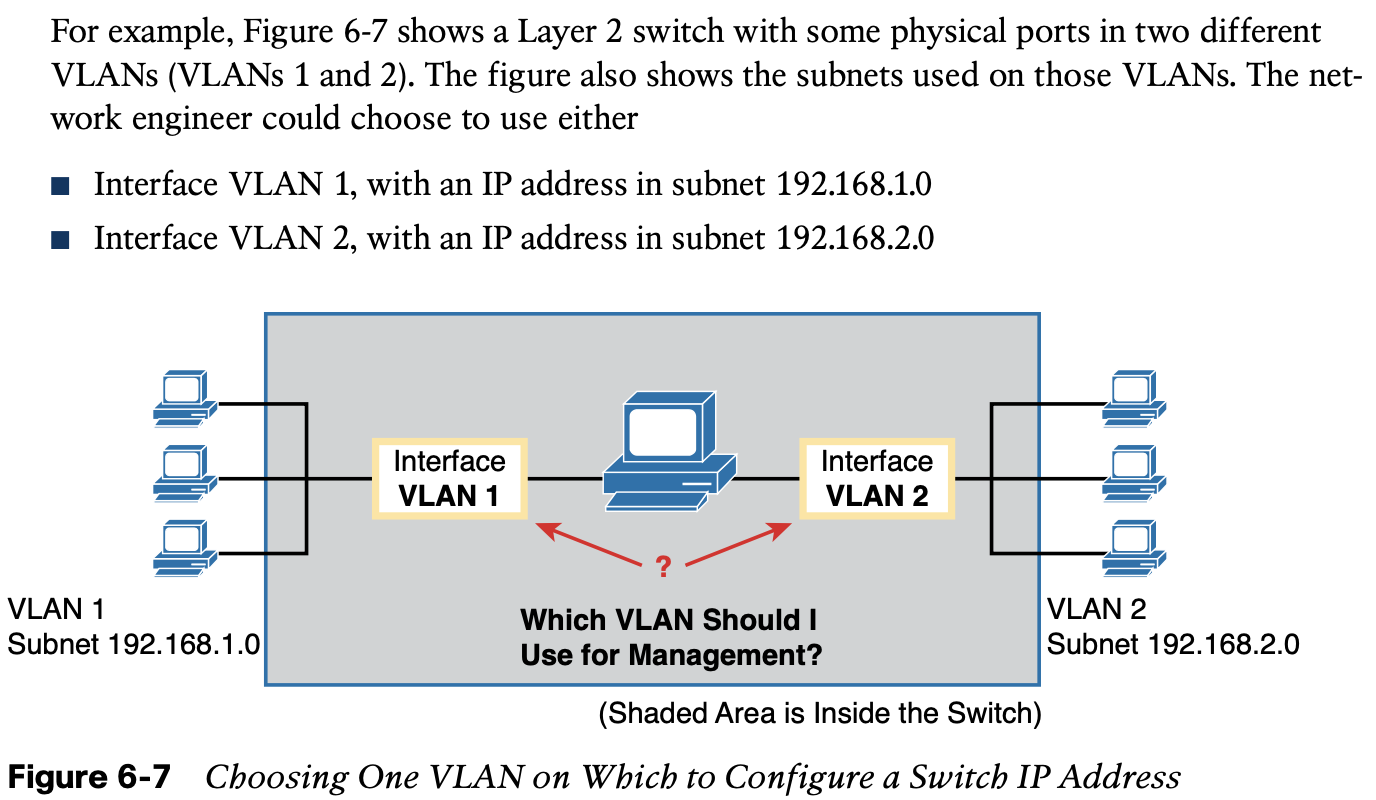 For example, Figure 6-7 shows a Layer 2 switch with some physical ports in two different
VLANs (VLANs 1 and 2). The figure also shows the subnets used on those VLANs. The net-
work engineer could choose to use either
■ Interface VLAN 1, with an IP address in subnet 192.168.1.0
■ Interface VLAN 2, with an IP address in subnet 192.168.2.0
Interface
VLAN 1
Interface
VLAN 2
?
VLAN 1
Subnet 192.168.1.0
Which VLAN Should I
Use for Management?
VLAN 2
Subnet 192.168.2.0
(Shaded Area is Inside the Switch)
Figure 6-7 Choosing One VLAN on Which to Configure a Switch IP Address